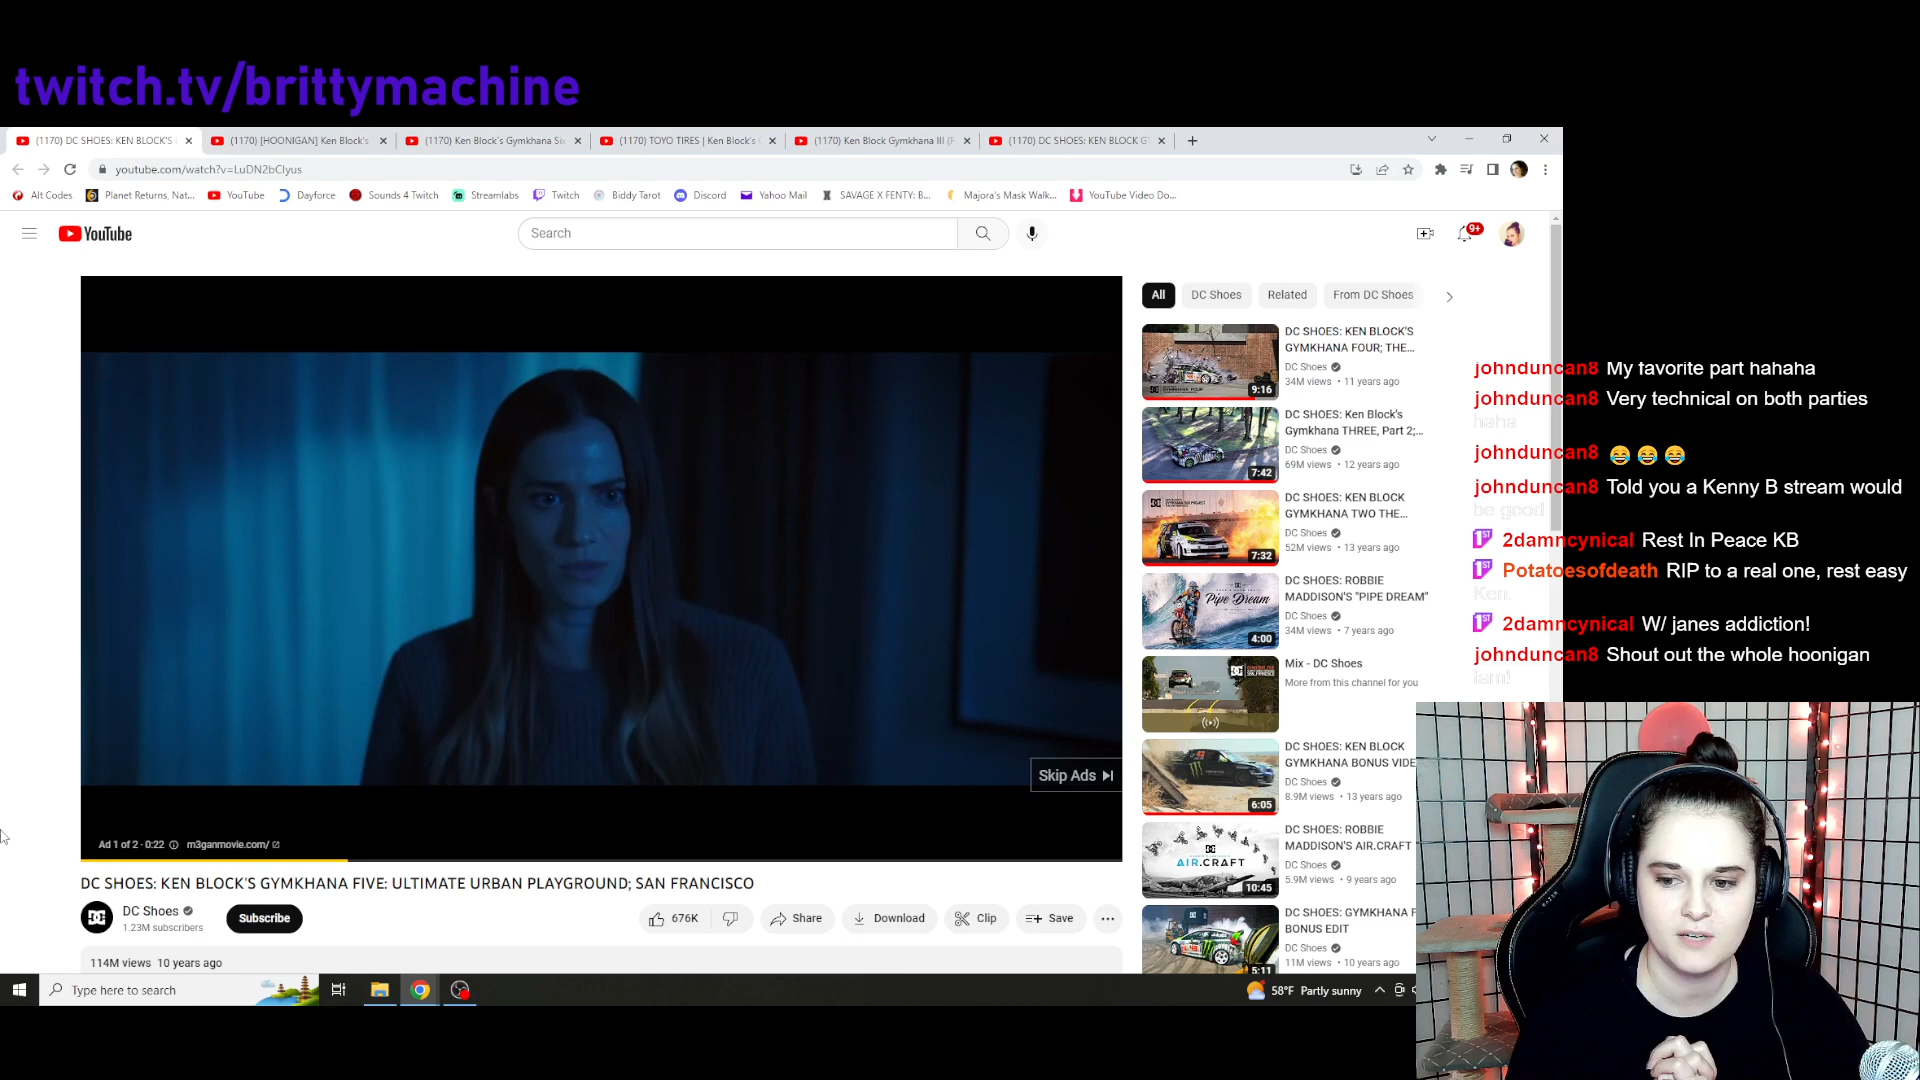 twitch.tv/brittymachine
(1170) DC SHOES: KEN BLOCK'S
(1170) [HOONIGAN] Ken Block's
(1170) Ken Block's Gymkhana Six
(1170) TOYO TIRES | Ken Block's
(1170) Ken Block Gymkhana III (F
(1170) DC SHOES: KEN BLOCK G
youtube.com/watch?v=LuDN2bClyus
Alt Codes
Planet Returns, Nat...
YouTube
Dayforce
Sounds 4 Twitch
Streamlabs
Twitch
Biddy Tarot
Discord
Yahoo Mail
SAVAGE X FENTY: B...
Majora's Mask Walk...
YouTube Video Do...
YouTube
Search
9+
All
DC Shoes
Related
From DC Shoes
DC SHOES: KEN BLOCK'S
GYMKHANA FOUR; THE...
DC Shoes
34M views • 11 years ago
9:16
DC SHOES: Ken Block's
Gymkhana THREE, Part 2;...
DC Shoes
69M views • 12 years ago
7:42
DC SHOES: KEN BLOCK
GYMKHANA TWO THE...
DC Shoes
52M views • 13 years ago
7:32
Pipe Dream
DC SHOES: ROBBIE
MADDISON'S "PIPE DREAM"
DC Shoes
34M views • 7 years ago
4:00
Mix - DC Shoes
More from this channel for you
DC SHOES: KEN BLOCK
GYMKHANA BONUS VIDE
DC Shoes
8.9M views • 13 years ago
6:05
AIR.CRAFT
DC SHOES: ROBBIE
MADDISON'S AIR.CRAFT
DC Shoes
5.9M views • 9 years ago
10:45
DC SHOES: GYMKHANA F
BONUS EDIT
DC Shoes
11M views • 10 years ago
5:11
Skip Ads
Ad 1 of 2 · 0:22 m3ganmovie.com/
DC SHOES: KEN BLOCK'S GYMKHANA FIVE: ULTIMATE URBAN PLAYGROUND; SAN FRANCISCO
DC Shoes
1.23M subscribers
Subscribe
676K
Share
Download
Clip
Save
114M views 10 years ago
johnduncan8 My favorite part hahaha
johnduncan8 Very technical on both parties
haha
johnduncan8 😂 😂 😂
johnduncan8 Told you a Kenny B stream would
be good
1ST 2damncynical Rest In Peace KB
1ST Potatoesofdeath RIP to a real one, rest easy
Ken.
1ST 2damncynical W/ janes addiction!
johnduncan8 Shout out the whole hoonigan
fam!
Type here to search
58°F Partly sunny